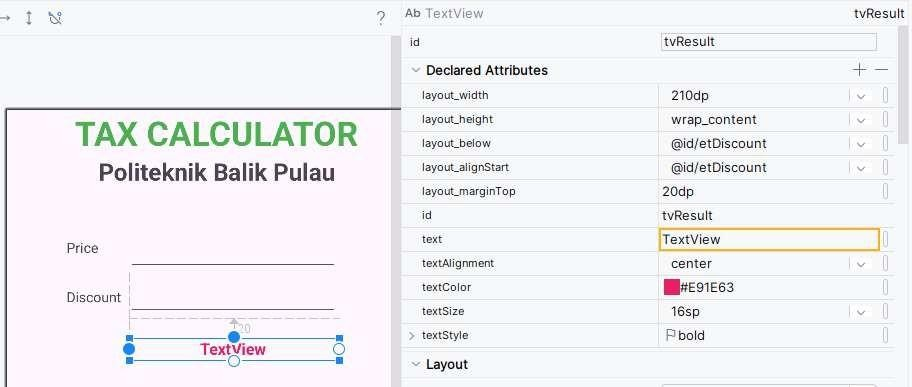 ?
TAX CALCULATOR
Politeknik Balik Pulau
Price
Discount
20
TextView
Ab TextView tvResult
id tvResult
Declared Attributes
layout_width 210dp
layout_height wrap_content
layout_below @id/etDiscount
layout_alignStart @id/etDiscount
layout_marginTop 20dp
id tvResult
text TextView
textAlignment center
textColor #E91E63
textSize 16sp
textStyle bold
Layout